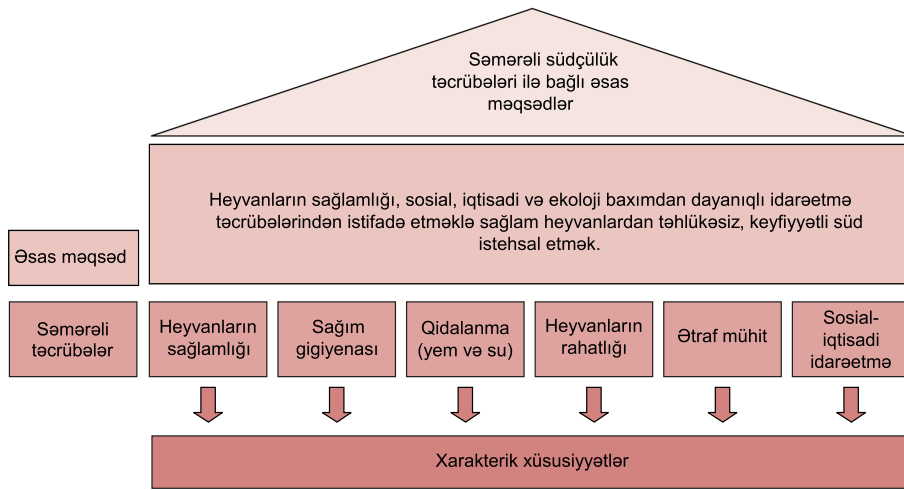 Səmərəli südçülük
təcrübələri ilə bağlı əsas
məqsədlər
Heyvanların sağlamlığı, sosial, iqtisadi və ekoloji baxımdan dayanıqlı idarəetmə
təcrübələrindən istifadə etməklə sağlam heyvanlardan təhlükəsiz, keyfiyyətli süd
istehsal etmək.
Əsas məqsəd
Səmərəli
təcrübələr
Heyvanların
sağlamlığı
Sağım
gigiyenası
Qidalanma
(yem və su)
Heyvanların
rahatlığı
Ətraf mühit
Sosial-
iqtisadi
idarəetmə
Xarakterik xüsusiyyətlər